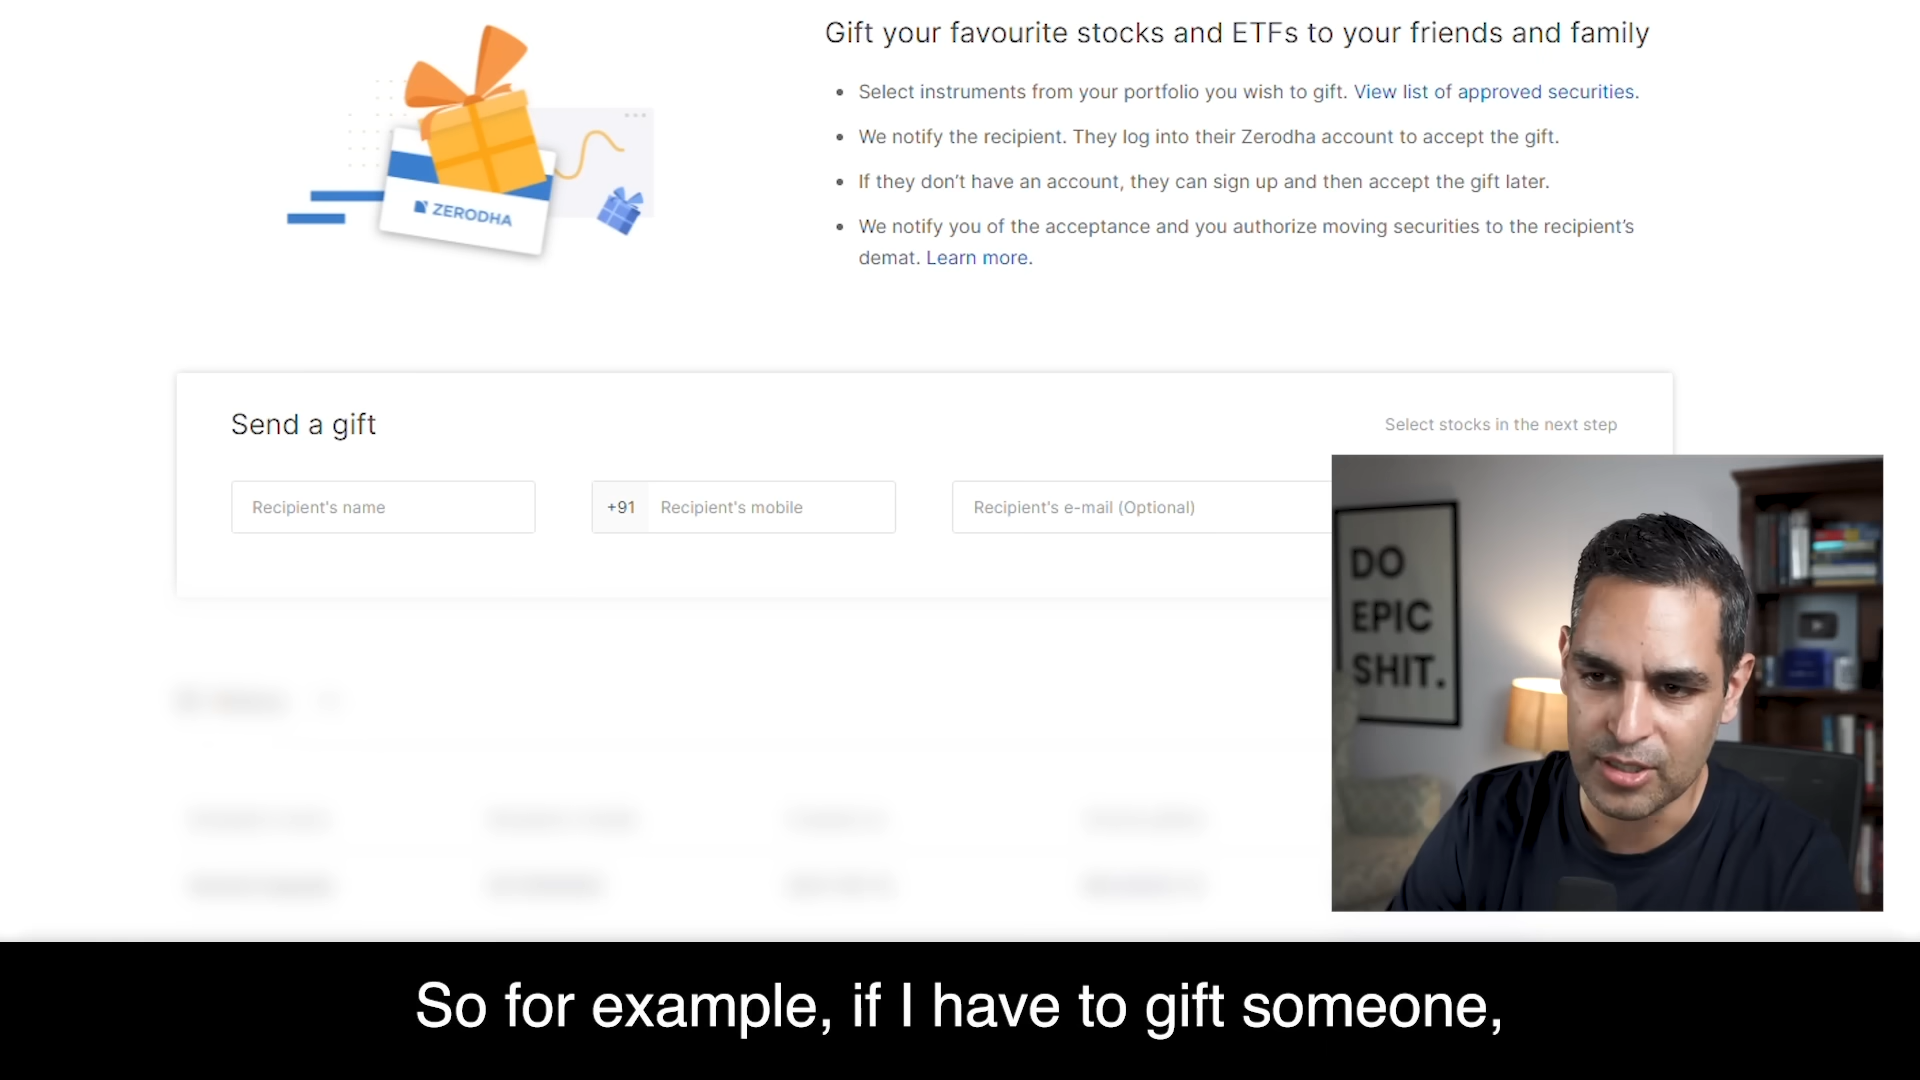 Gift your favourite stocks and ETFs to your friends and family
Select instruments from your portfolio you wish to gift. View list of approved securities.
We notify the recipient. They log into their Zerodha account to accept the gift.
If they don’t have an account, they can sign up and then accept the gift later.
We notify you of the acceptance and you authorize moving securities to the recipient’s
demat. Learn more.
ZERODHA
Send a gift
Select stocks in the next step
Recipient's name
+91
Recipient's mobile
Recipient's e-mail (Optional)
DO
EPIC
SHIT.
So for example, if I have to gift someone,